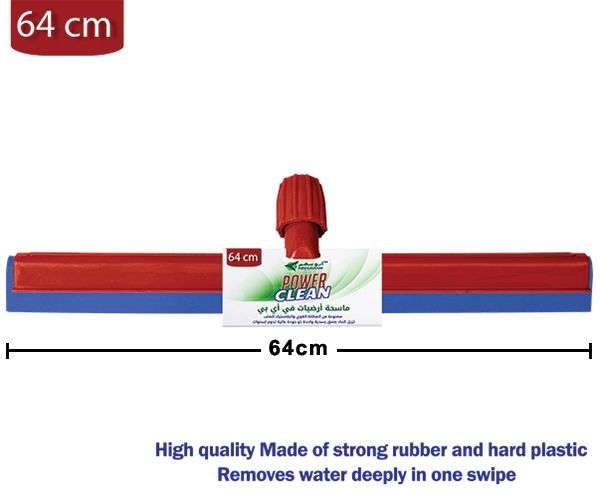 64 cm
64 cm
POWER
CLEAN
ماسحة أرضيات في أي بي
64cm
High quality Made of strong rubber and hard plastic
Removes water deeply in one swipe